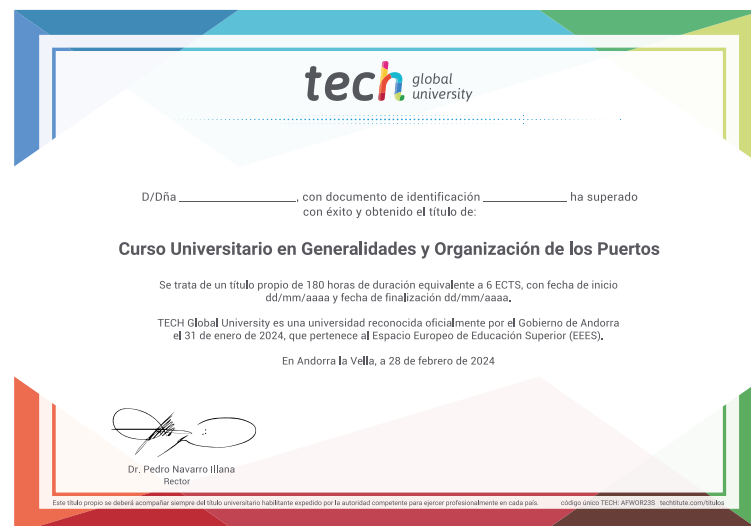 tech global university
D/Dña ______________, con documento de identificación ______________ ha superado
con éxito y obtenido el título de:
Curso Universitario en Generalidades y Organización de los Puertos
Se trata de un título propio de 180 horas de duración equivalente a 6 ECTS, con fecha de inicio
dd/mm/aaaa y fecha de finalización dd/mm/aaaa.
TECH Global University es una universidad reconocida oficialmente por el Gobierno de Andorra
el 31 de enero de 2024, que pertenece al Espacio Europeo de Educación Superior (EEES).
En Andorra la Vella, a 28 de febrero de 2024
Dr. Pedro Navarro Illana
Rector
Este título propio se deberá acompañar siempre del título universitario habilitante expedido por la autoridad competente para ejercer profesionalmente en cada país. código único TECH: AFWOR23S techtitute.com/titulos